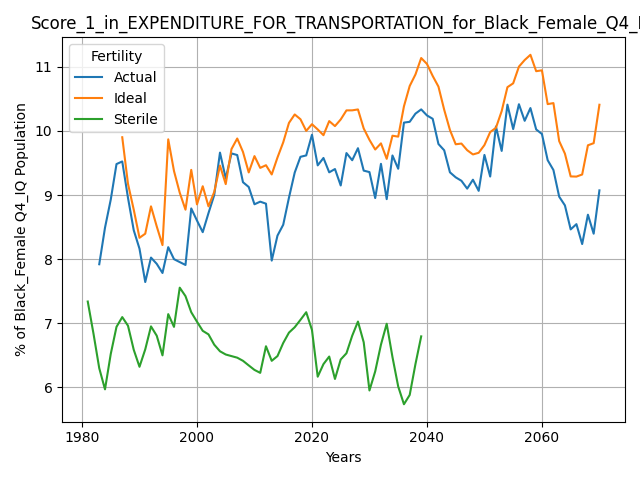 Score_1_in_EXPENDITURE_FOR_TRANSPORTATION_for_Black_Female_Q4_I
Fertility
Actual
Ideal
Sterile
% of Black_Female Q4_IQ Population
11
10
9
8
7
6
1980 2000 2020 2040 2060
Years